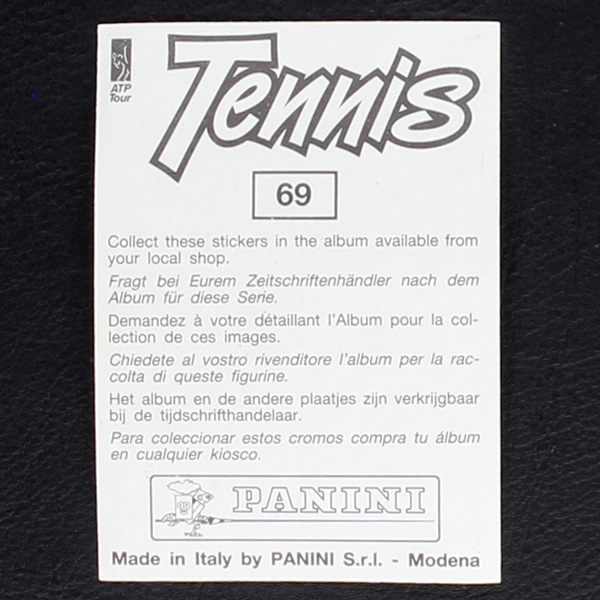 ATP
Tour
Tennis
69
Collect these stickers in the album available from
your local shop.
Fragt bei Eurem Zeitschriftenhändler nach dem
Album für diese Serie.
Demandez à votre détaillant l'Album pour la col-
lection de ces images.
Chiedete al vostro rivenditore l'album per la rac-
colta di queste figurine.
Het album en de andere plaatjes zijn verkrijgbaar
bij de tijdschrifthandelaar.
Para coleccionar estos cromos compra tu álbum
en cualquier kiosco.
PANINI
Made in Italy by PANINI S.r.l. - Modena